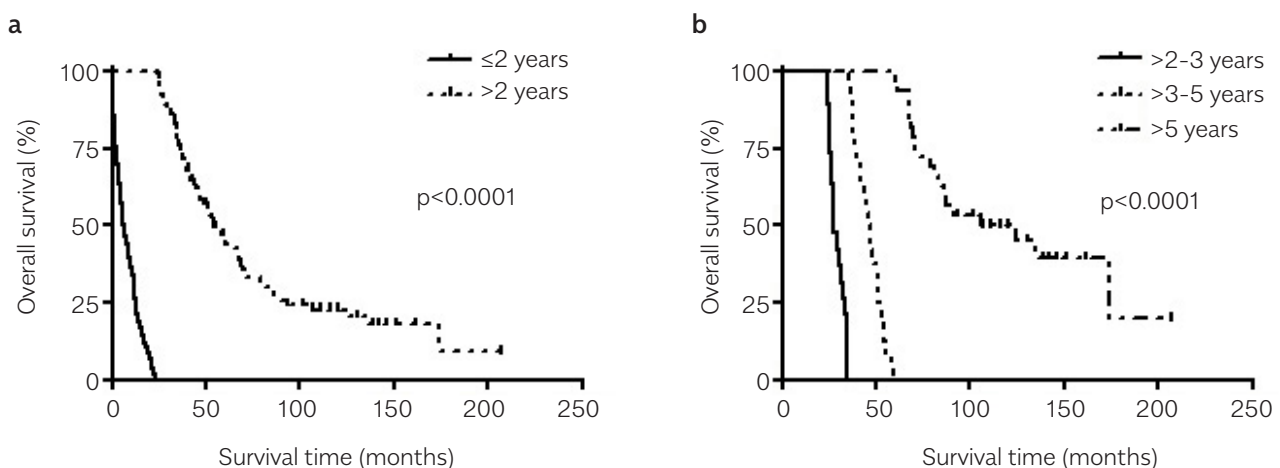 a
≤2 years
>2 years
100
75
50
25
0
Overall survival (%)
p<0.0001
0 50 100 150 200 250
Survival time (months)
b
>2-3 years
>3-5 years
>5 years
100
75
50
25
0
Overall survival (%)
p<0.0001
0 50 100 150 200 250
Survival time (months)